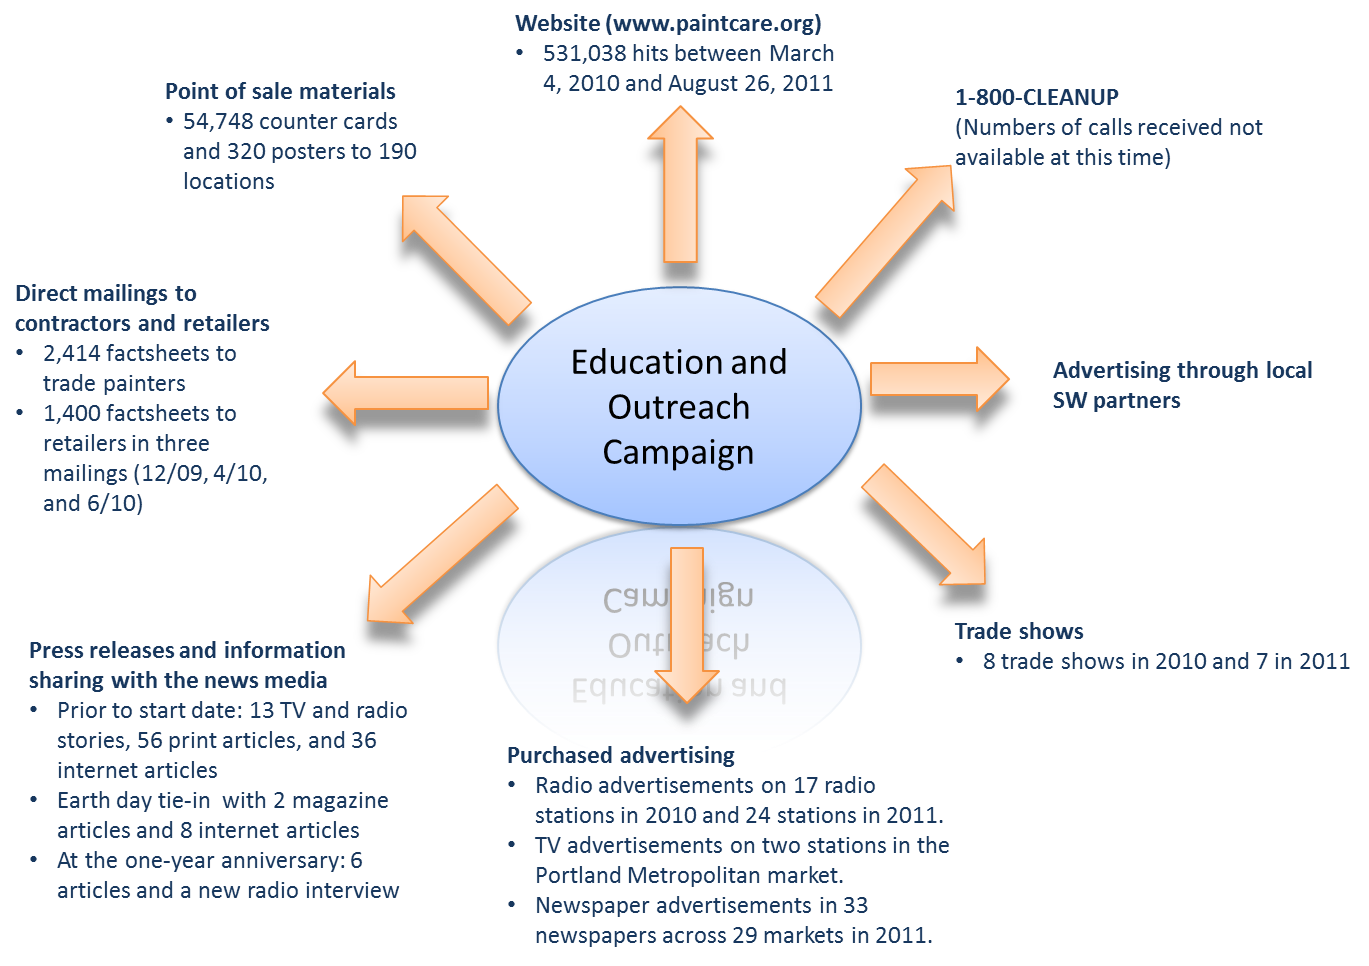 Website (www.paintcare.org)
• 531,038 hits between March
4, 2010 and August 26, 2011
Point of sale materials
• 54,748 counter cards
and 320 posters to 190
locations
1-800-CLEANUP
(Numbers of calls received not
available at this time)
Direct mailings to
contractors and retailers
• 2,414 factsheets to
trade painters
• 1,400 factsheets to
retailers in three
mailings (12/09, 4/10,
and 6/10)
Education and
Outreach
Campaign
Advertising through local
SW partners
Campaign
Outreach
Education and
Trade shows
• 8 trade shows in 2010 and 7 in 2011
Press releases and information
sharing with the news media
• Prior to start date: 13 TV and radio
stories, 56 print articles, and 36
internet articles
• Earth day tie-in  with 2 magazine
articles and 8 internet articles
• At the one-year anniversary: 6
articles and a new radio interview
Purchased advertising
• Radio advertisements on 17 radio
stations in 2010 and 24 stations in 2011.
• TV advertisements on two stations in the
Portland Metropolitan market.
• Newspaper advertisements in 33
newspapers across 29 markets in 2011.